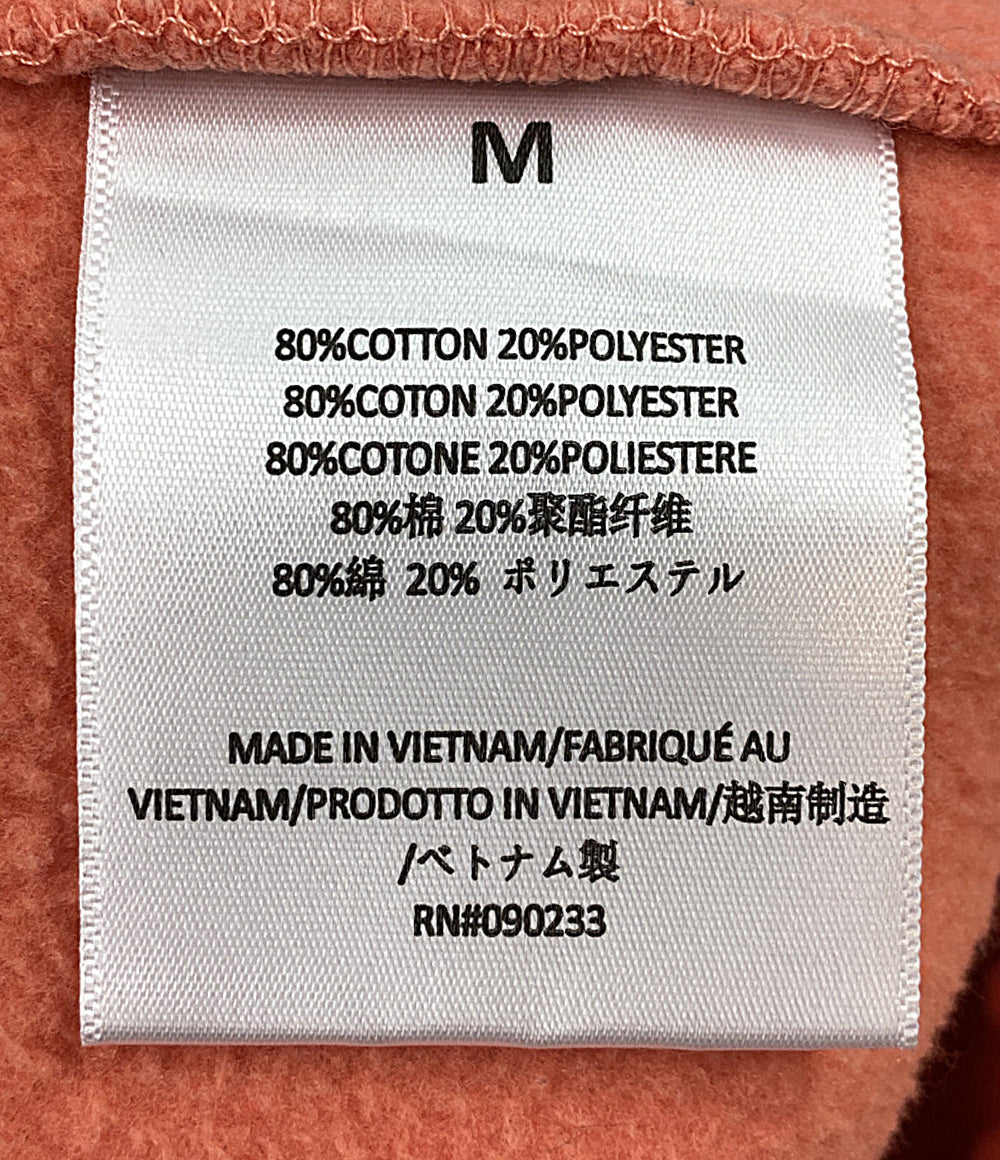 M
80%COTTON 20%POLYESTER
80%COTON 20%POLYESTER
80%COTONE 20%POLIESTERE
80%棉 20%聚酯纤维
80%綿 20% ポリエステル
MADE IN VIETNAM/FABRIQUÉ AU
VIETNAM/PRODOTTO IN VIETNAM/越南制造
/ベトナム製
RN#090233